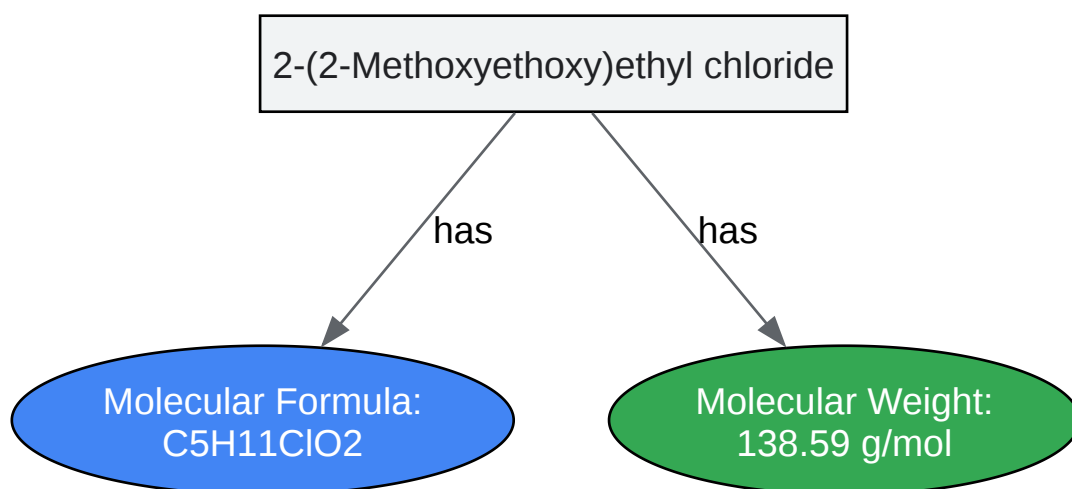 2-(2-Methoxyethoxy)ethyl chloride
has
has
Molecular Formula:
C5H11ClO2
Molecular Weight:
138.59 g/mol